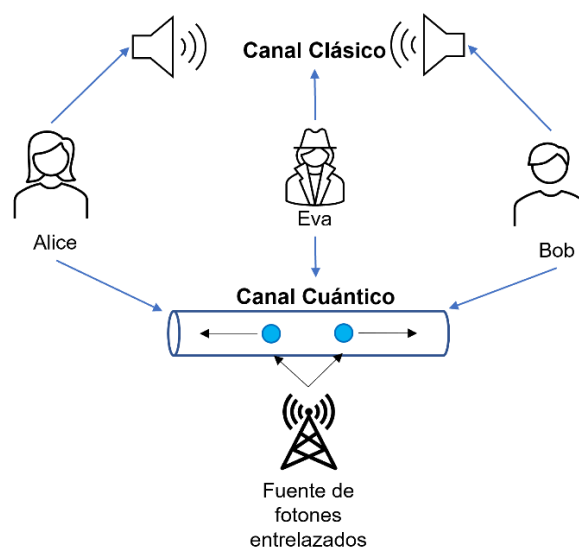 Canal Clásico
Alice
Eva
Bob
Canal Cuántico
Fuente de
fotones
entrelazados